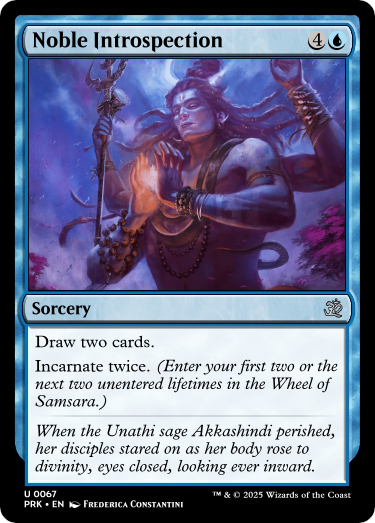 Noble Introspection 4
Sorcery
Draw two cards.
Incarnate twice. (Enter your first two or the
next two unentered lifetimes in the Wheel of
Samsara.)
When the Unathi sage Akkashindi perished,
her disciples stared on as her body rose to
divinity, eyes closed, looking ever inward.
U 0067
PRK • EN Frederica Constantini
™ & © 2025 Wizards of the Coast